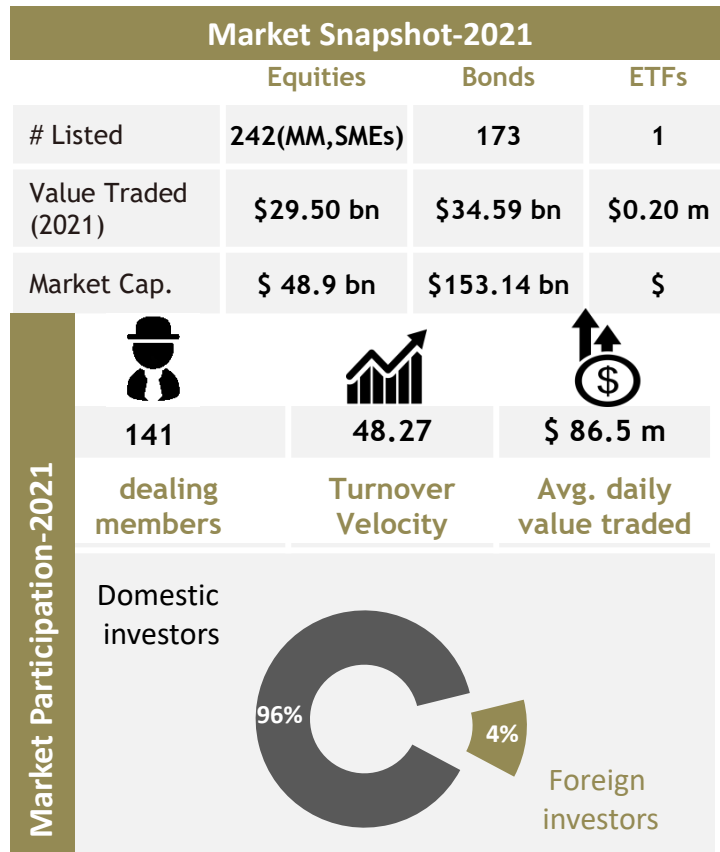 Market Snapshot-2021
Equities Bonds ETFs
# Listed 242(MM,SMEs) 173 1
Value Traded
(2021) $29.50 bn $34.59 bn $0.20 m
Market Cap. $ 48.9 bn $153.14 bn $
Market Participation-2021
$
141 48.27 $ 86.5 m
dealing
members
Turnover
Velocity
Avg. daily
value traded
Domestic
investors
96%
4%
Foreign
investors